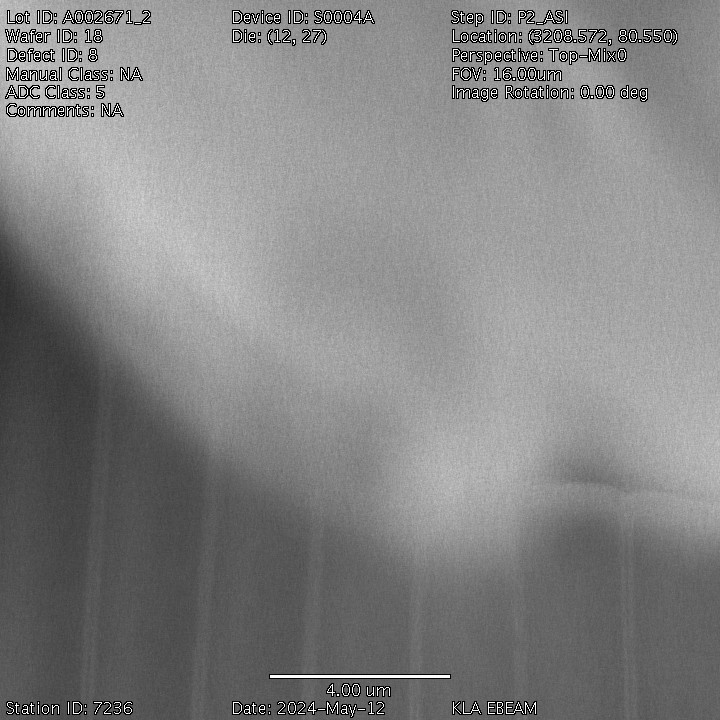 Lot ID: A002671_2
Wafer ID: 18
Defect ID: 8
Manual Class: NA
ADC Class: 5
Comments: NA
Device ID: S0004A
Die: (12, 27)
Step ID: P2_ASI
Location: (3208.572, 80.550)
Perspective: Top-Mix0
FOV: 16.00um
Image Rotation: 0.00 deg
4.00 um
Station ID: 7236
Date: 2024-May-12
KLA EBEAM